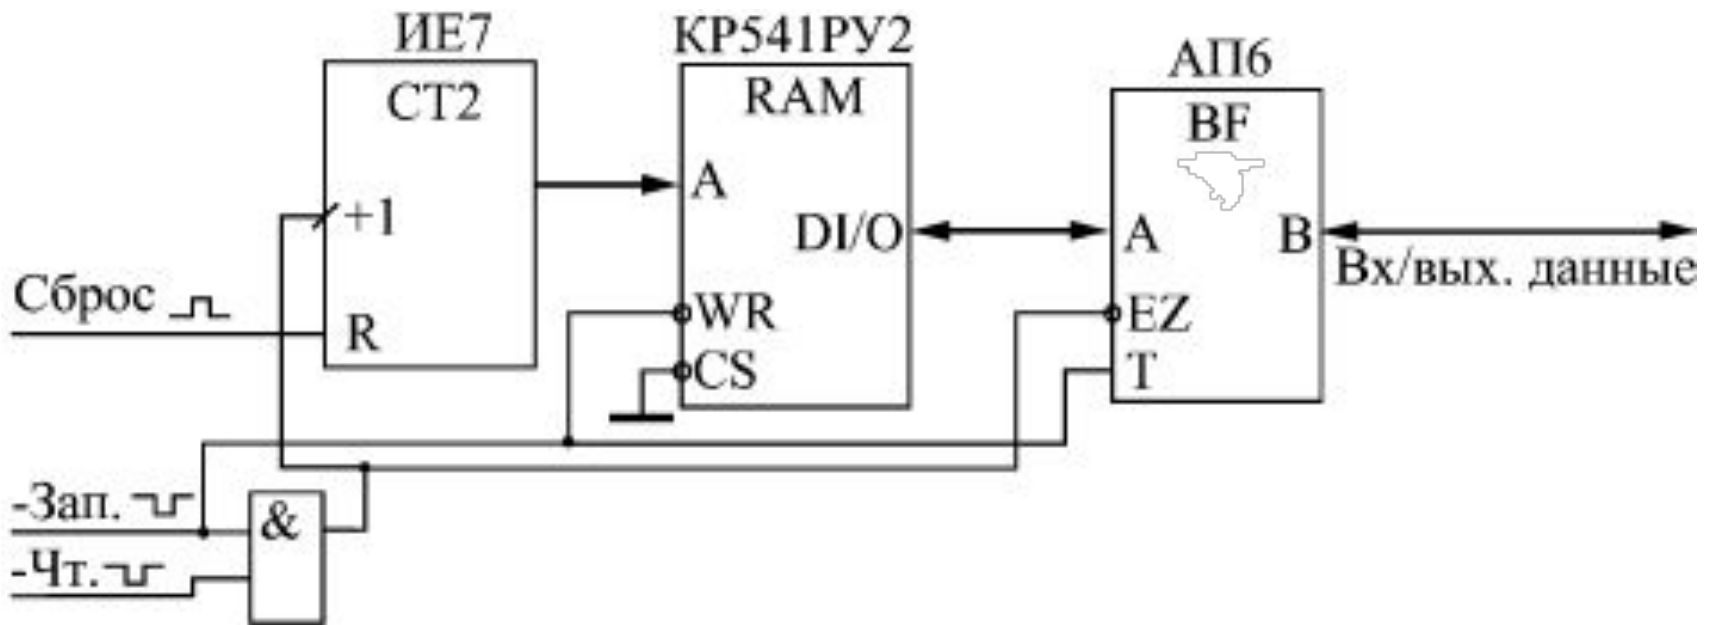 ИЕ7
СТ2
+1
R
КР541РУ2
RAM
A
DI/O
WR
CS
АП6
BF
A
B
EZ
T
Вх/вых. данные
Сброс
-Зап.
-Чт.
&